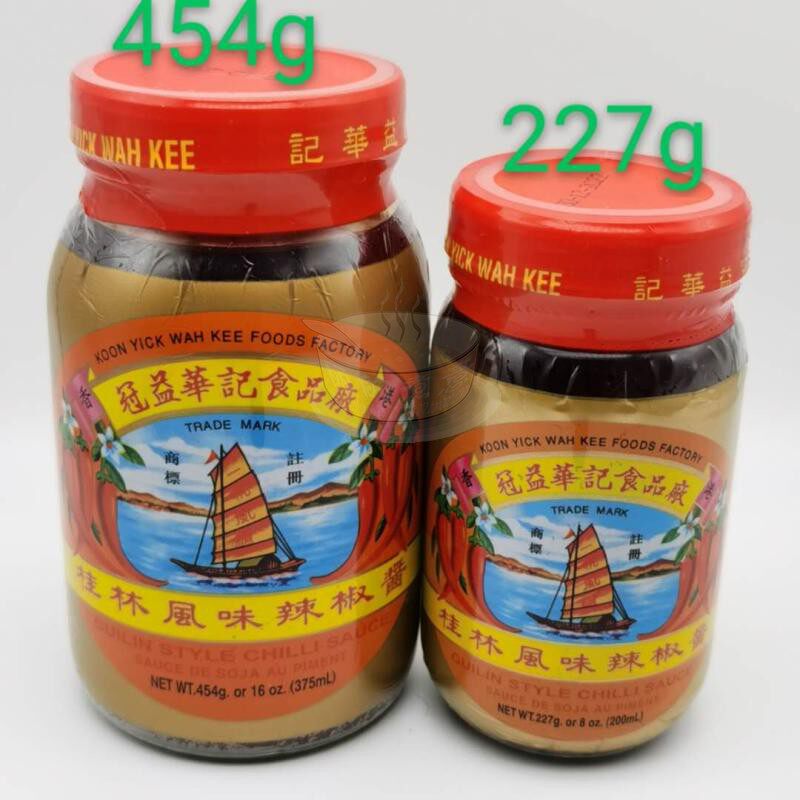 454g
YICK WAH KEE
記華益
KOON YICK WAH KEE FOODS FACTORY
香港
冠益華記食品廠
TRADE MARK
商標
註冊
桂林風味辣椒醬
GUILIN STYLE CHILLI SAUCE
SAUCE DE SOJA AU PIMENT
NET WT.454g. or 16 oz. (375mL)
227g
YICK WAH KEE
記華益
KOON YICK WAH KEE FOODS FACTORY
香港
冠益華記食品廠
TRADE MARK
商標
註冊
桂林風味辣椒醬
GUILIN STYLE CHILLI SAUCE
SAUCE DE SOJA AU PIMENT
NET WT.227g. or 8 oz. (200mL)